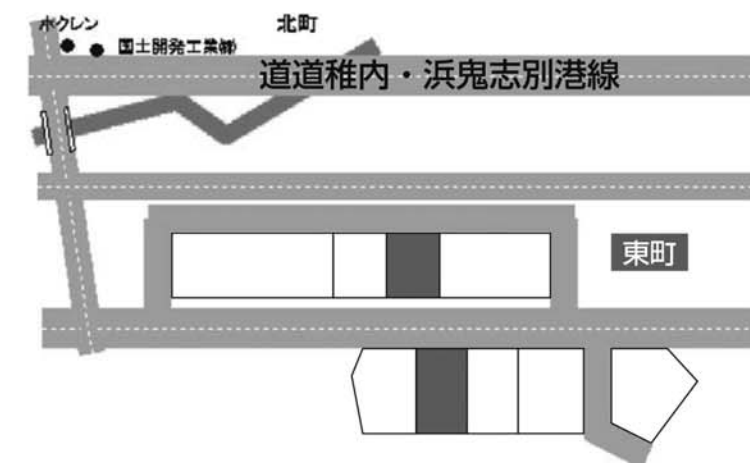 ホクレン
北町
国土開発工業㈱
道道稚内・浜鬼志別港線
東町